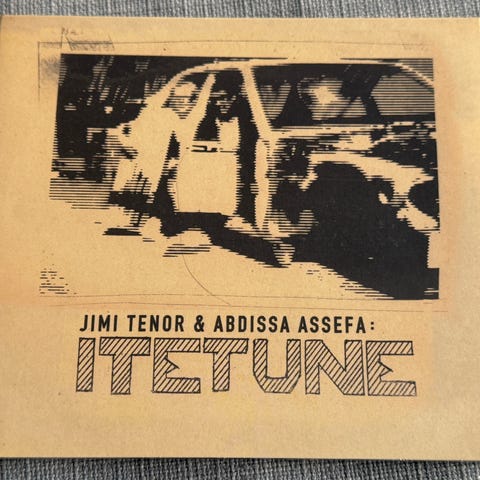 JIMI TENOR & ABDISSA ASSEFA:
ITETUNE